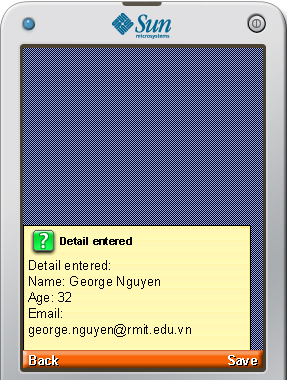 Sun
microsystems
Detail entered
Detail entered:
Name: George Nguyen
Age: 32
Email:
george.nguyen@rmit.edu.vn
Back Save